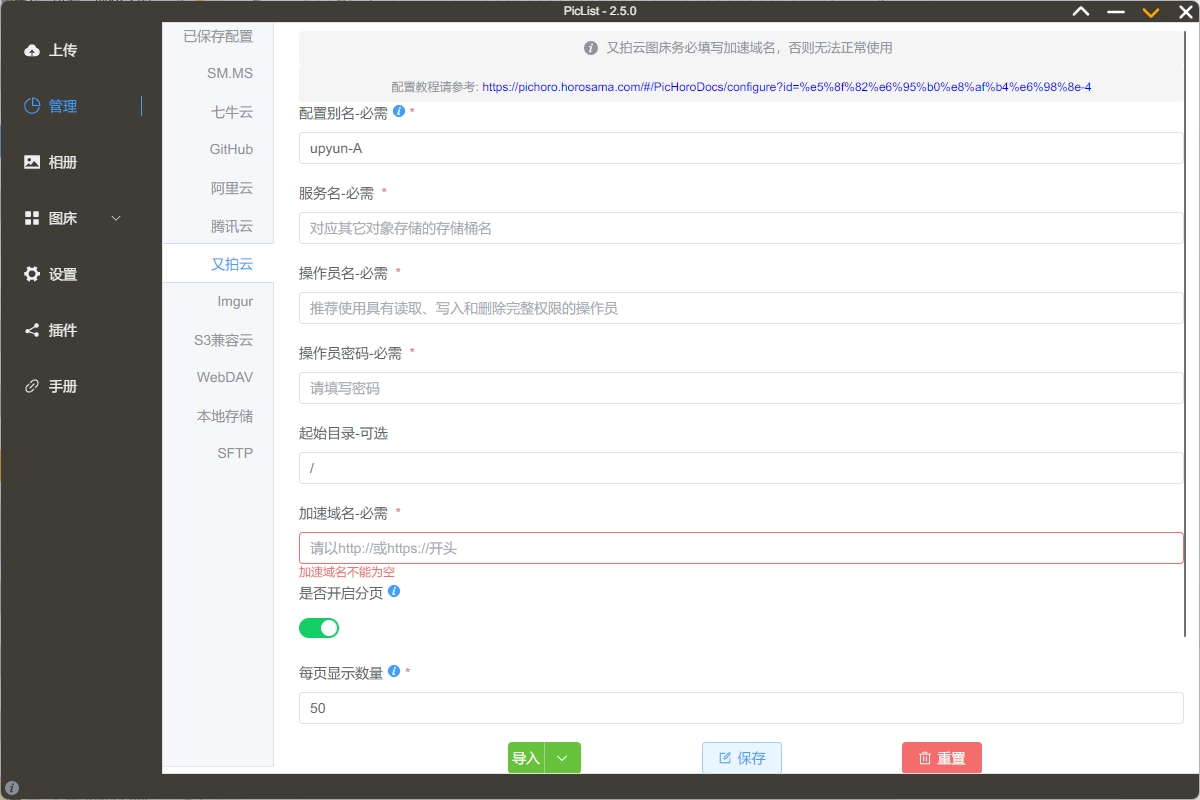 PicList - 2.5.0
上传
管理
相册
图床
设置
插件
手册
已保存配置
SM.MS
七牛云
GitHub
阿里云
腾讯云
又拍云
Imgur
S3兼容云
WebDAV
本地存储
SFTP
又拍云图床务必填写加速域名，否则无法正常使用
配置教程请参考: https://pichoro.horosama.com/#/PicHoroDocs/configure?id=%e5%8f%82%e6%95%b0%e8%af%b4%e6%98%8e-4
配置别名-必需 *
upyun-A
服务名-必需 *
对应其它对象存储的存储桶名
操作员名-必需 *
推荐使用具有读取、写入和删除完整权限的操作员
操作员密码-必需 *
请填写密码
起始目录-可选
/
加速域名-必需 *
请以http://或https://开头
加速域名不能为空
是否开启分页
每页显示数量 *
50
导入
保存
重置